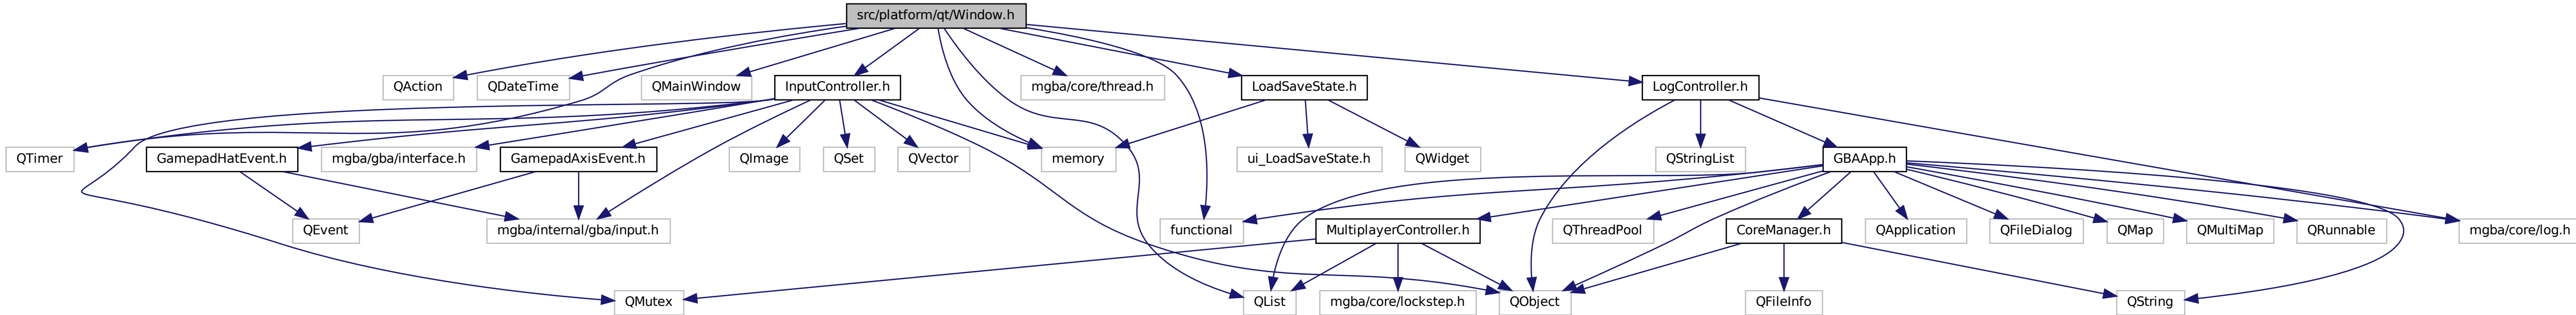 src/platform/qt/Window.h
QAction
QDateTime
QMainWindow
InputController.h
mgba/core/thread.h
LoadSaveState.h
LogController.h
QTimer
GamepadHatEvent.h
mgba/gba/interface.h
GamepadAxisEvent.h
QImage
QSet
QVector
memory
ui_LoadSaveState.h
QWidget
QStringList
GBAApp.h
QEvent
mgba/internal/gba/input.h
functional
MultiplayerController.h
QThreadPool
CoreManager.h
QApplication
QFileDialog
QMap
QMultiMap
QRunnable
mgba/core/log.h
QMutex
QList
mgba/core/lockstep.h
QObject
QFileInfo
QString